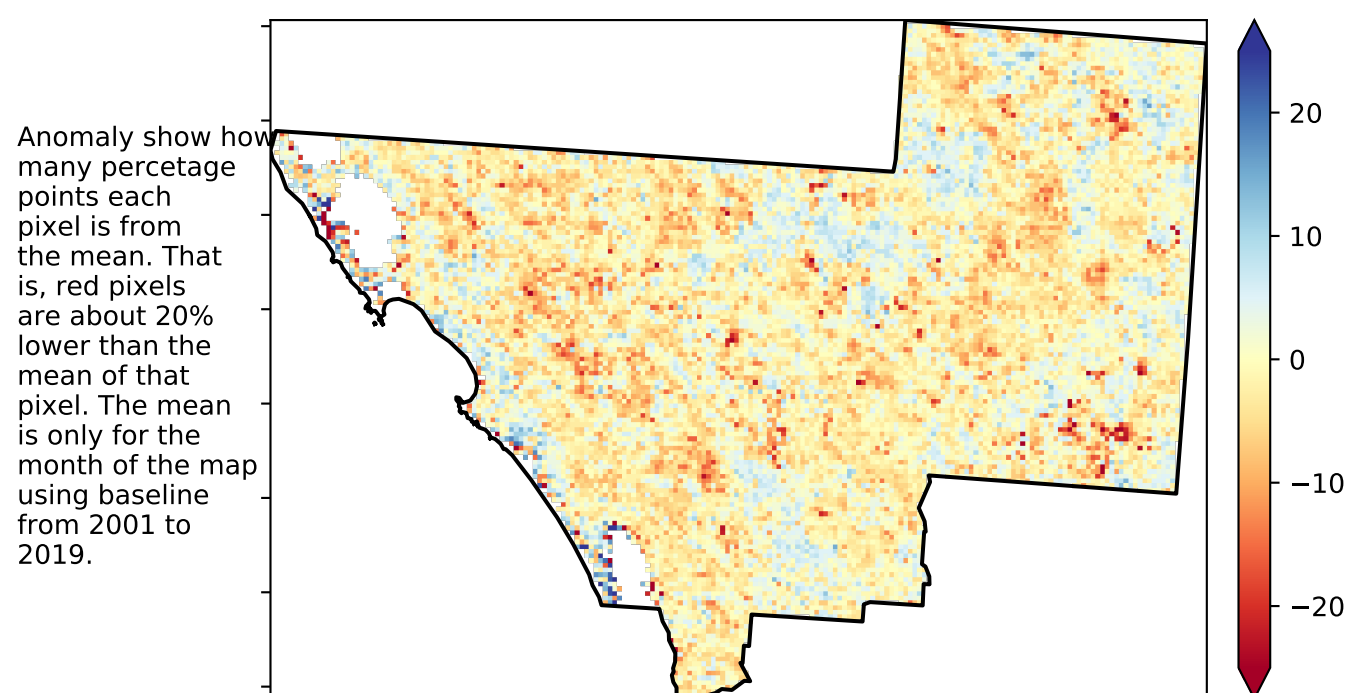 Anomaly show how
many percetage
points each
pixel is from
the mean. That
is, red pixels
are about 20%
lower than the
mean of that
pixel. The mean
is only for the
month of the map
using baseline
from 2001 to
2019.
20
10
0
−10
−20